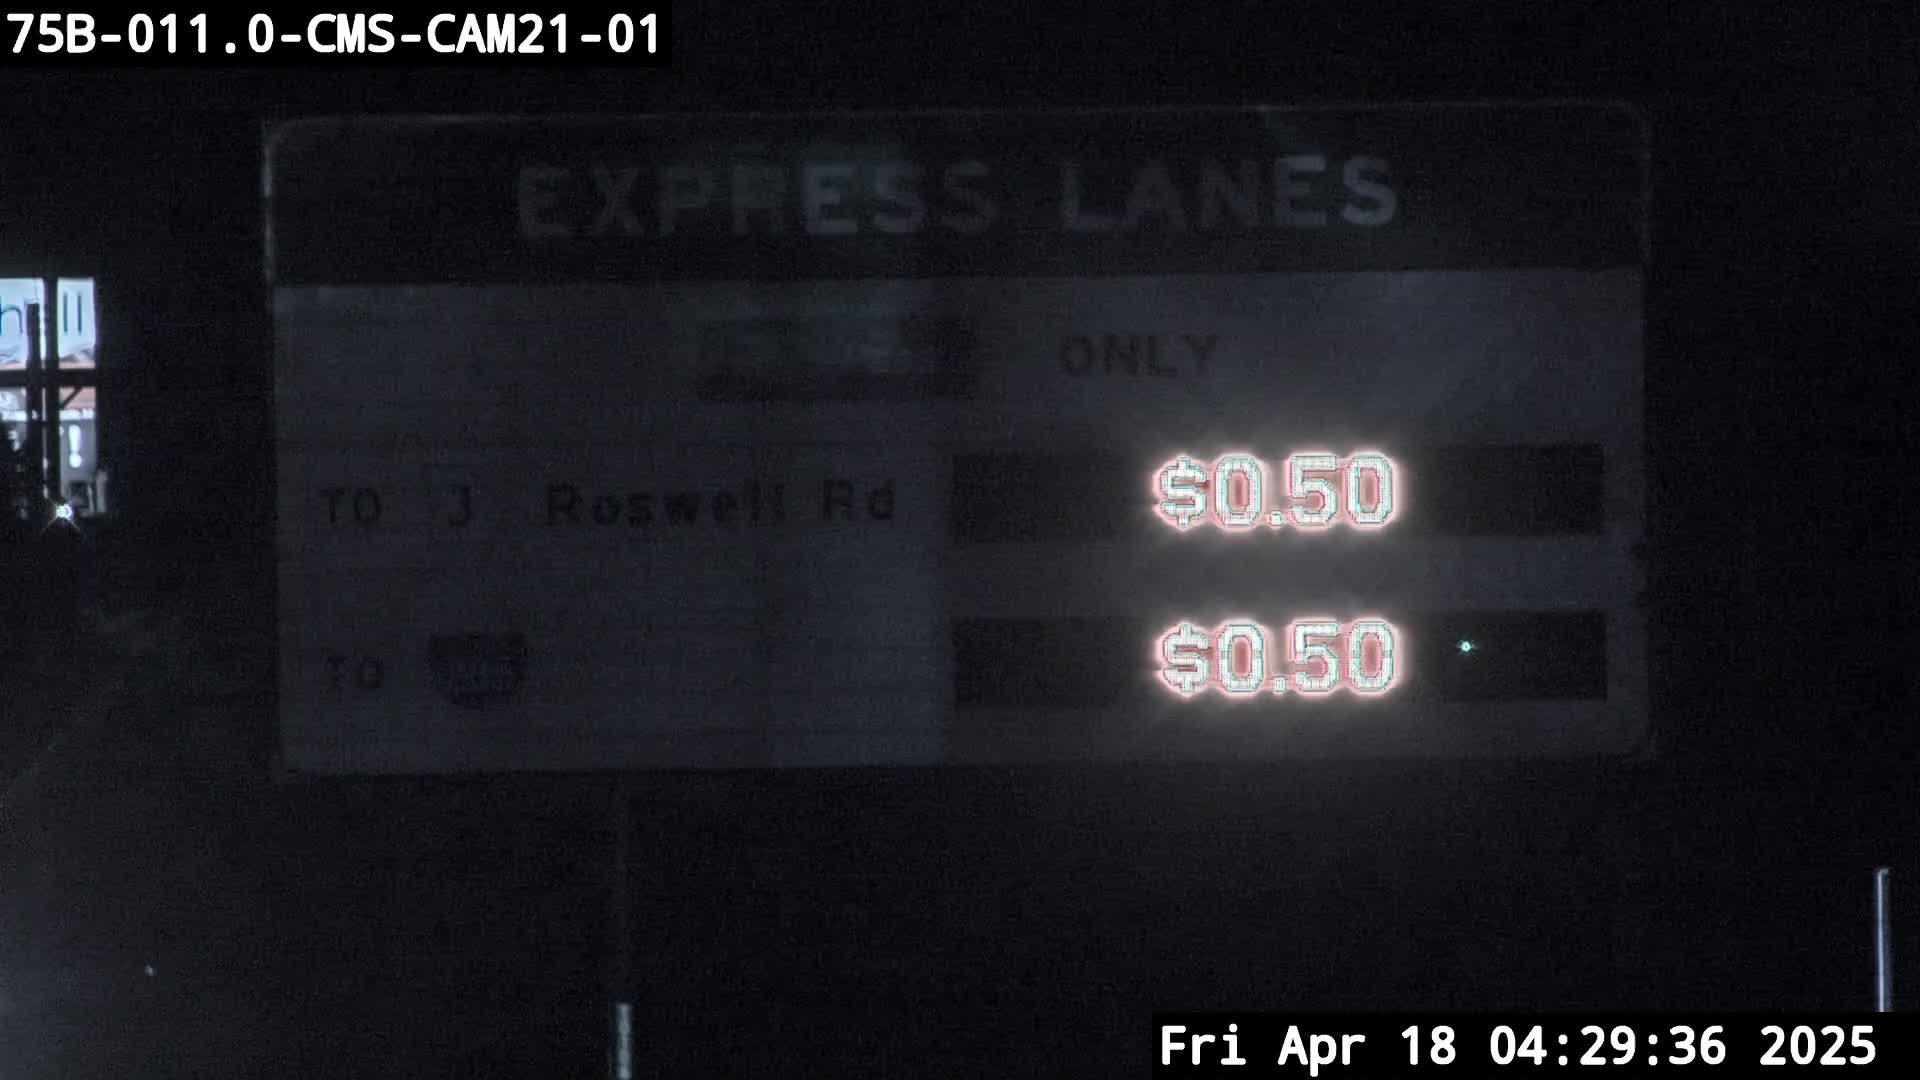 75B-011.0-CMS-CAM21-01
EXPRESS LANES
ONLY
TO 3 Roswell Rd $0.50
TO $0.50
Fri Apr 18 04:29:36 2025